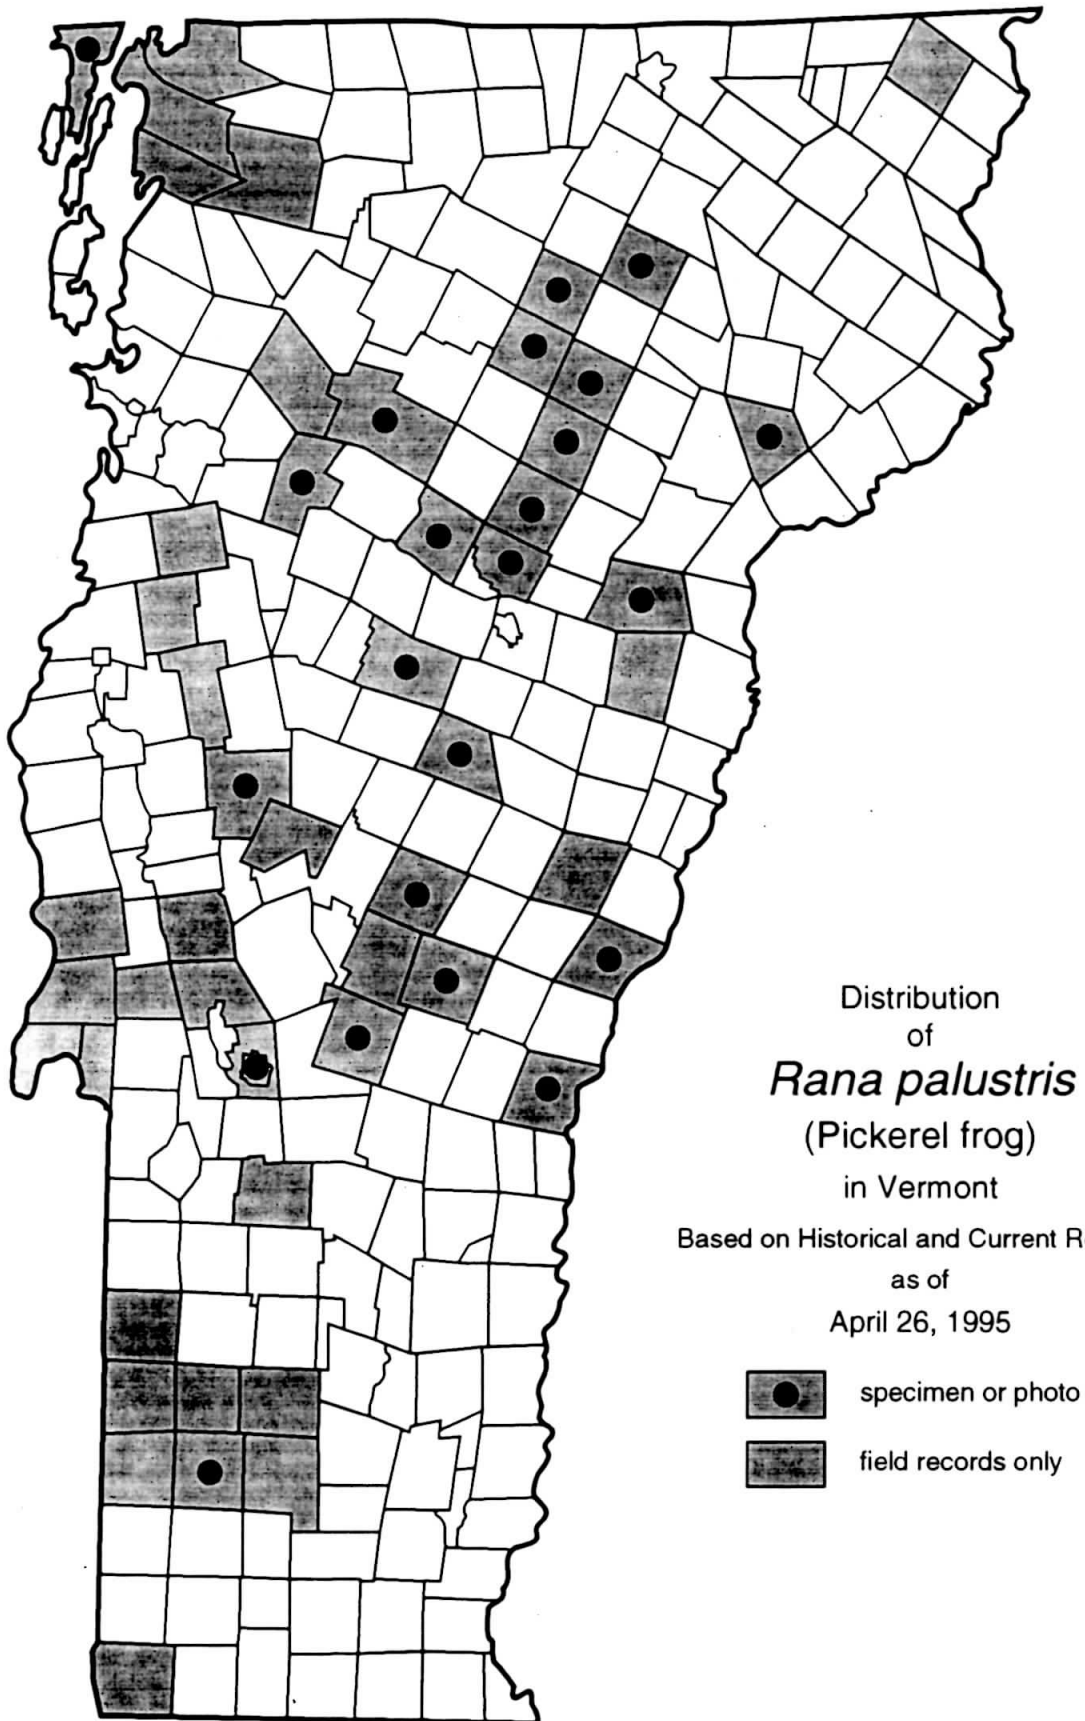 Distribution
of
Rana palustris
(Pickerel frog)
in Vermont
Based on Historical and Current R
as of
April 26, 1995
specimen or photo
field records only